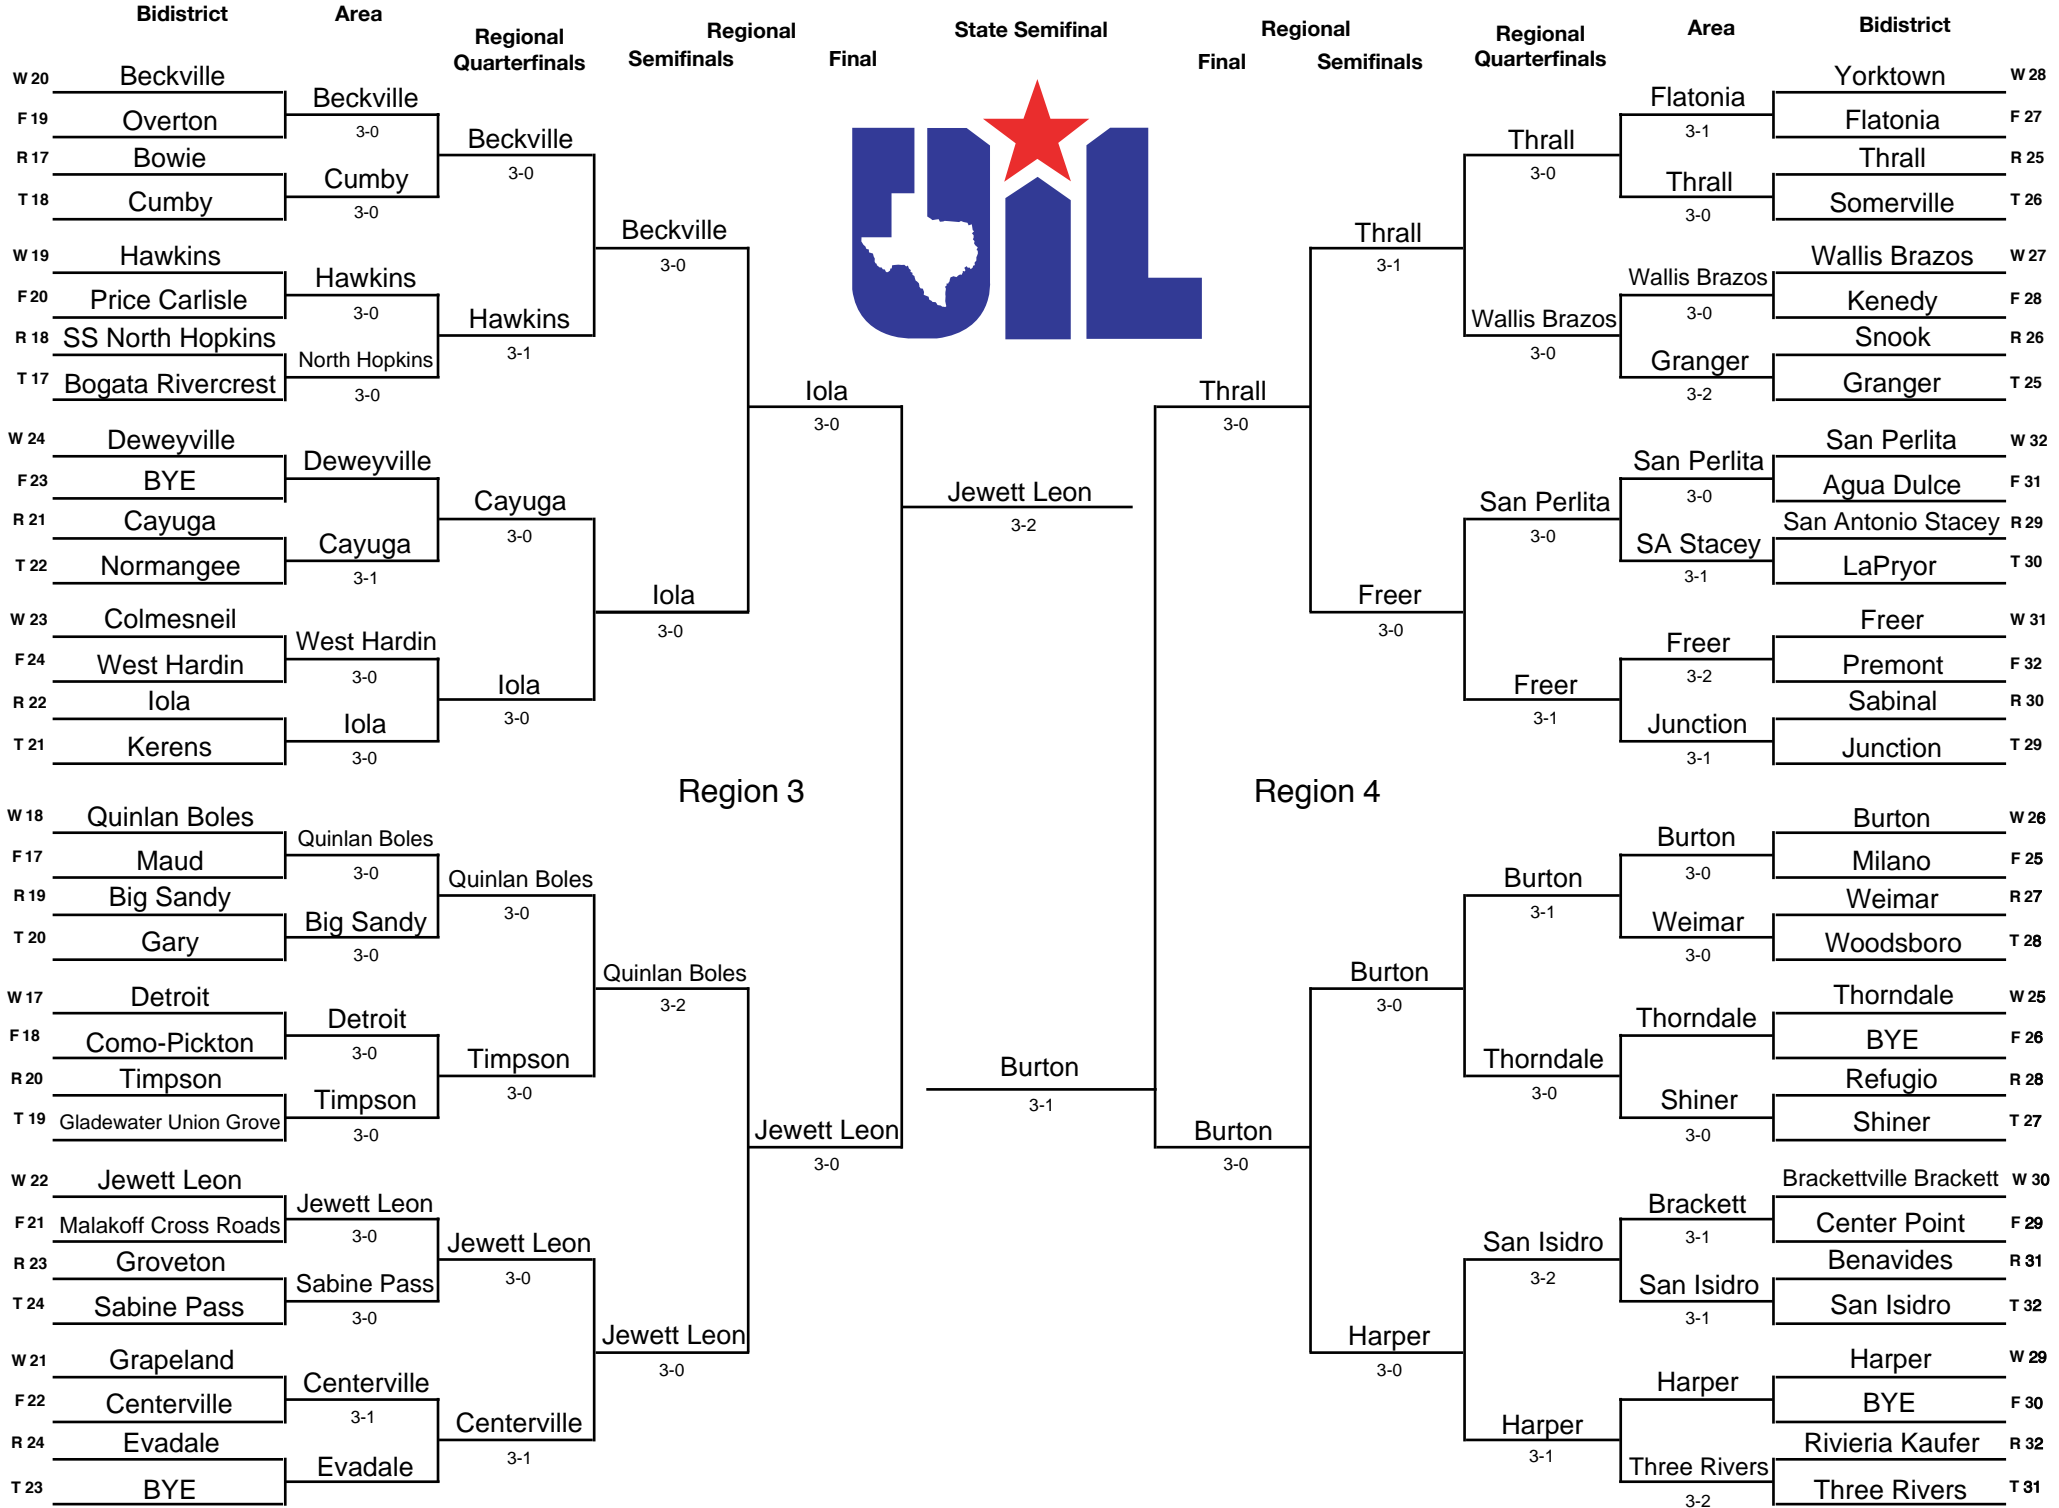 Bidistrict
Area
Regional
Quarterfinals
Regional
Semifinals
Final
State Semifinal
Regional
Final
Semifinals
Regional
Quarterfinals
Area
Bidistrict
UIL
W 20 Beckville
F 19 Overton
R 17 Bowie
T 18 Cumby
W 19 Hawkins
F 20 Price Carlisle
R 18 SS North Hopkins
T 17 Bogata Rivercrest
W 24 Deweyville
F 23 BYE
R 21 Cayuga
T 22 Normangee
W 23 Colmesneil
F 24 West Hardin
R 22 Iola
T 21 Kerens
W 18 Quinlan Boles
F 17 Maud
R 19 Big Sandy
T 20 Gary
W 17 Detroit
F 18 Como-Pickton
R 20 Timpson
T 19 Gladewater Union Grove
W 22 Jewett Leon
F 21 Malakoff Cross Roads
R 23 Groveton
T 24 Sabine Pass
W 21 Grapeland
F 22 Centerville
R 24 Evadale
T 23 BYE
Beckville
3-0
Cumby
3-0
Hawkins
3-0
North Hopkins
3-0
Deweyville
Cayuga
3-1
West Hardin
3-0
Iola
3-0
Quinlan Boles
3-0
Big Sandy
3-0
Detroit
3-0
Timpson
3-0
Jewett Leon
3-0
Sabine Pass
3-0
Centerville
3-1
Evadale
Beckville
3-0
Hawkins
3-1
Cayuga
3-0
Iola
3-0
Quinlan Boles
3-0
Timpson
3-0
Jewett Leon
3-0
Centerville
3-1
Beckville
3-0
Iola
3-0
Region 3
Quinlan Boles
3-2
Jewett Leon
3-0
Iola
3-0
Jewett Leon
3-0
Jewett Leon
3-2
Burton
3-1
Thrall
3-0
Burton
3-0
Thrall
3-1
Freer
3-0
Region 4
Burton
3-0
Harper
3-0
Thrall
3-0
Wallis Brazos
3-0
San Perlita
3-0
Freer
3-1
Burton
3-1
Thorndale
3-0
San Isidro
3-2
Harper
3-1
Flatonia
3-1
Thrall
3-0
Wallis Brazos
3-0
Granger
3-2
San Perlita
3-0
SA Stacey
3-1
Freer
3-2
Junction
3-1
Burton
3-0
Weimar
3-0
Thorndale
Shiner
3-0
Brackett
3-1
San Isidro
3-1
Harper
Three Rivers
3-2
Yorktown W 28
Flatonia F 27
Thrall R 25
Somerville T 26
Wallis Brazos W 27
Kenedy F 28
Snook R 26
Granger T 25
San Perlita W 32
Agua Dulce F 31
San Antonio Stacey R 29
LaPryor T 30
Freer W 31
Premont F 32
Sabinal R 30
Junction T 29
Burton W 26
Milano F 25
Weimar R 27
Woodsboro T 28
Thorndale W 25
BYE F 26
Refugio R 28
Shiner T 27
Brackettville Brackett W 30
Center Point F 29
Benavides R 31
San Isidro T 32
Harper W 29
BYE F 30
Rivieria Kaufer R 32
Three Rivers T 31